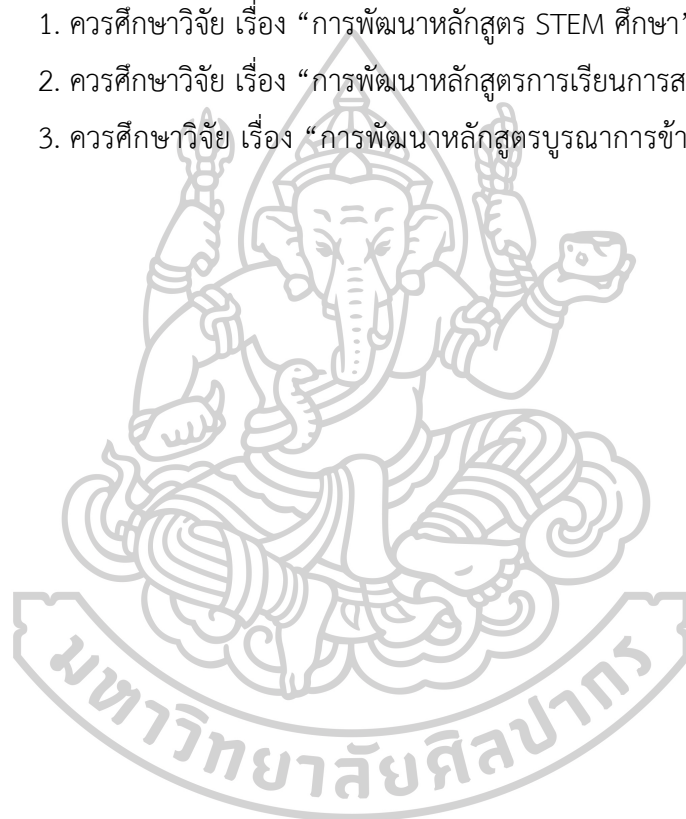 1. ควรศึกษาวิจัย เรื่อง “การพัฒนาหลักสูตร STEM ศึกษา”
2. ควรศึกษาวิจัย เรื่อง “การพัฒนาหลักสูตรการเรียนการส
3. ควรศึกษาวิจัย เรื่อง “การพัฒนาหลักสูตรบูรณาการข้า
มหาวิทยาลัยศิลปากร